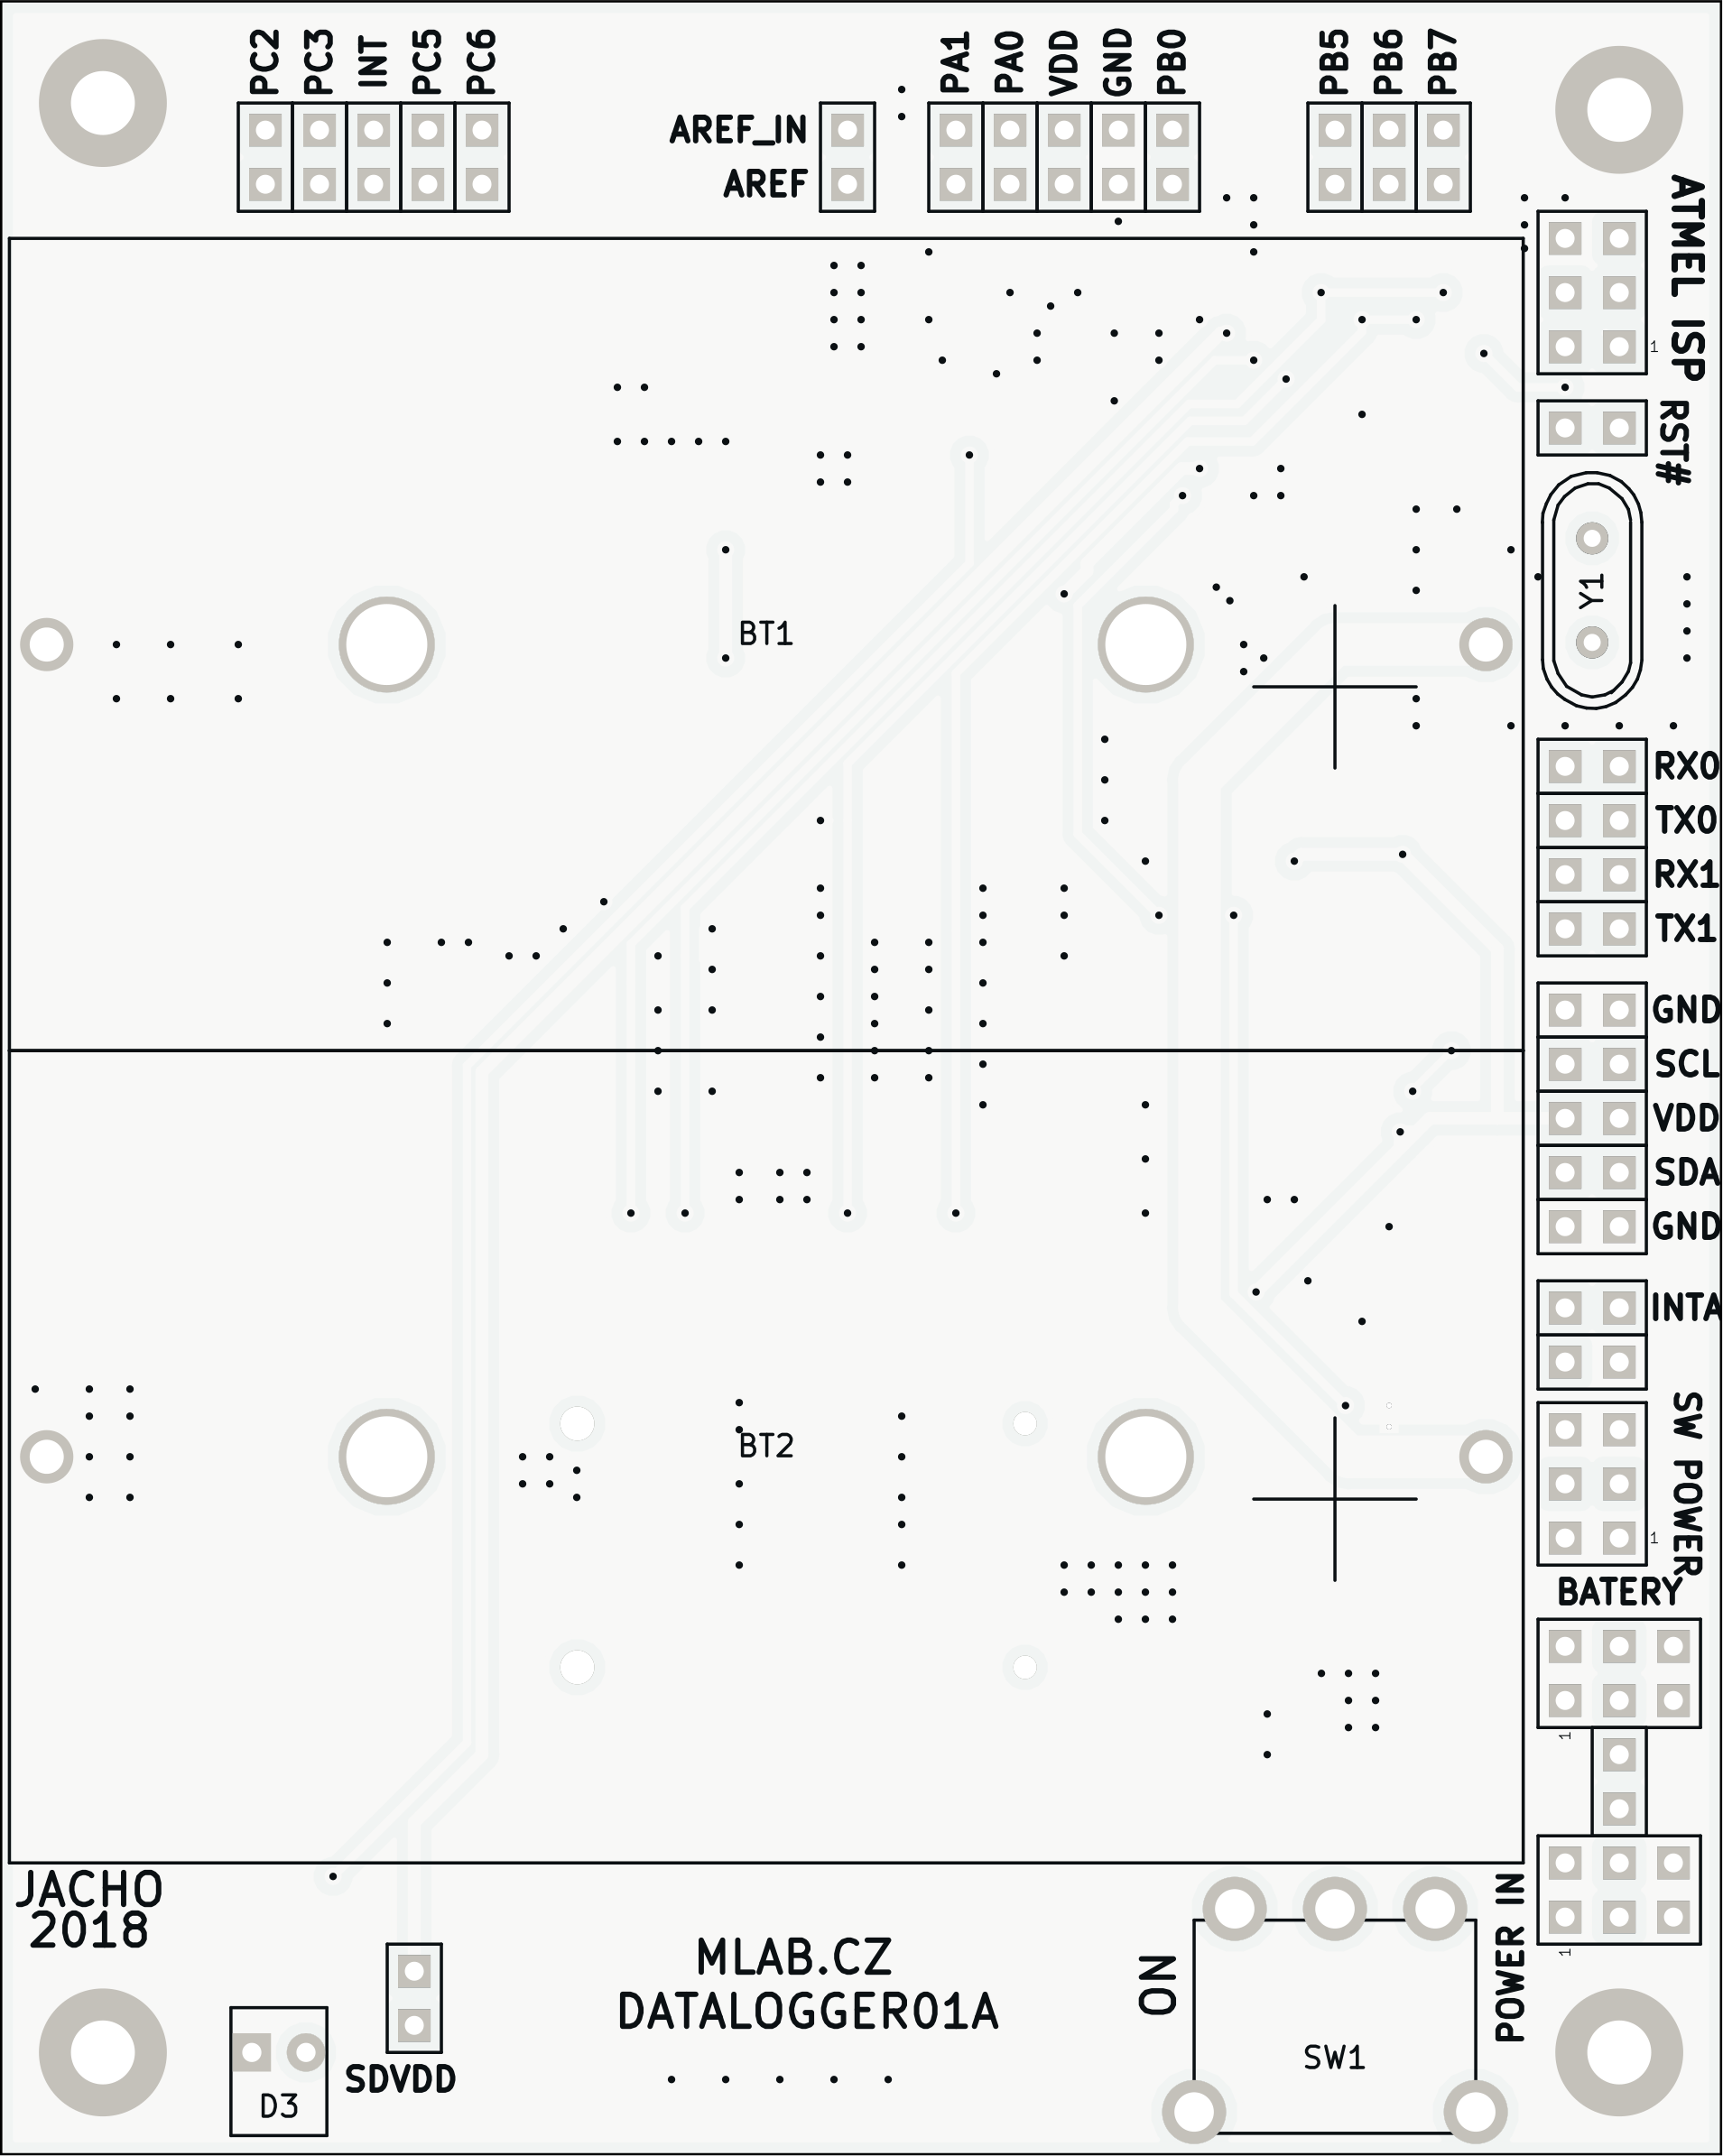 PC2
PC3
INT
PC5
PC6
AREF_IN
AREF
PA1
PA0
VDD
GND
PB0
PB5
PB6
PB7
ATMEL ISP
1
RST#
Y1
BT1
RX0
TX0
RX1
TX1
GND
SCL
VDD
SDA
GND
INTA
BT2
SW POWER
1
BATERY
1
POWER IN
1
JACHO
2018
MLAB.CZ
DATALOGGER01A
ON
SW1
SDVDD
D3